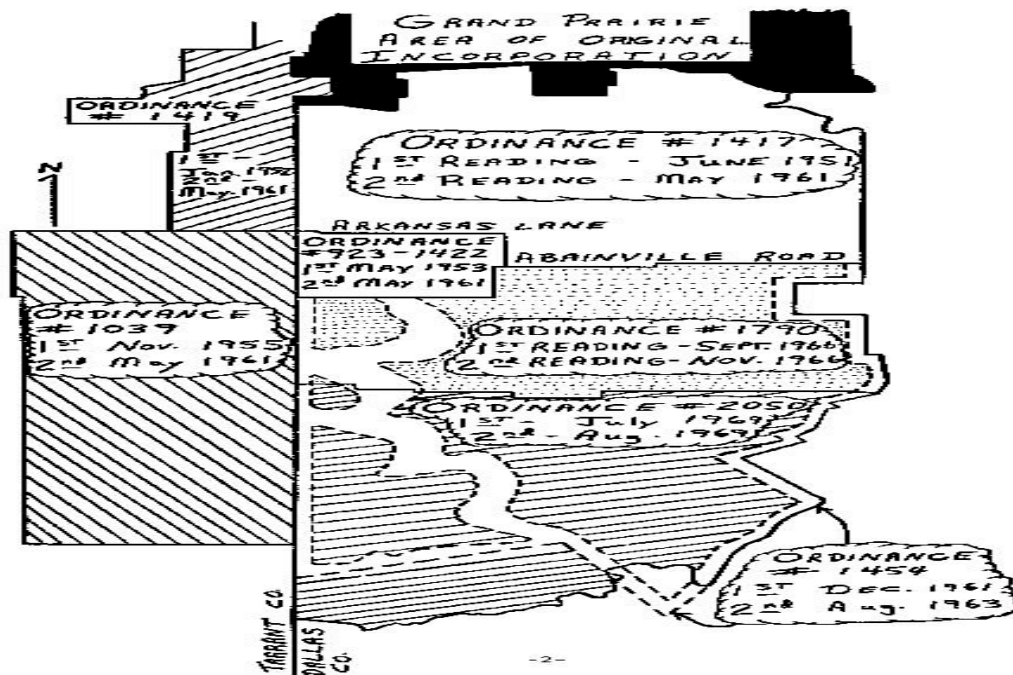 GRAND PRAIRIE
AREA OF ORIGINAL
INCORPORATION
ORDINANCE
# 1419
1ST -
Jan. 1952
2nd -
May. 1961
N
ORDINANCE # 1417
1ST READING - JUNE 1951
2nd READING - MAY 1961
ARKANSAS LANE
ORDINANCE
#923-1422
1ST MAY 1953
2nd MAY 1961
ABAINVILLE ROAD
ORDINANCE
# 1039
1ST Nov. 1955
2nd May 1961
ORDINANCE # 1790
1ST READING - SEPT. 1966
2nd READING - NOV. 1966
ORDINANCE # 2050
1ST - July 1969
2nd - Aug. 1969
ORDINANCE
# 1454
1ST DEC. 1961
2nd Aug. 1963
TARRANT CO.
DALLAS CO.
-2-